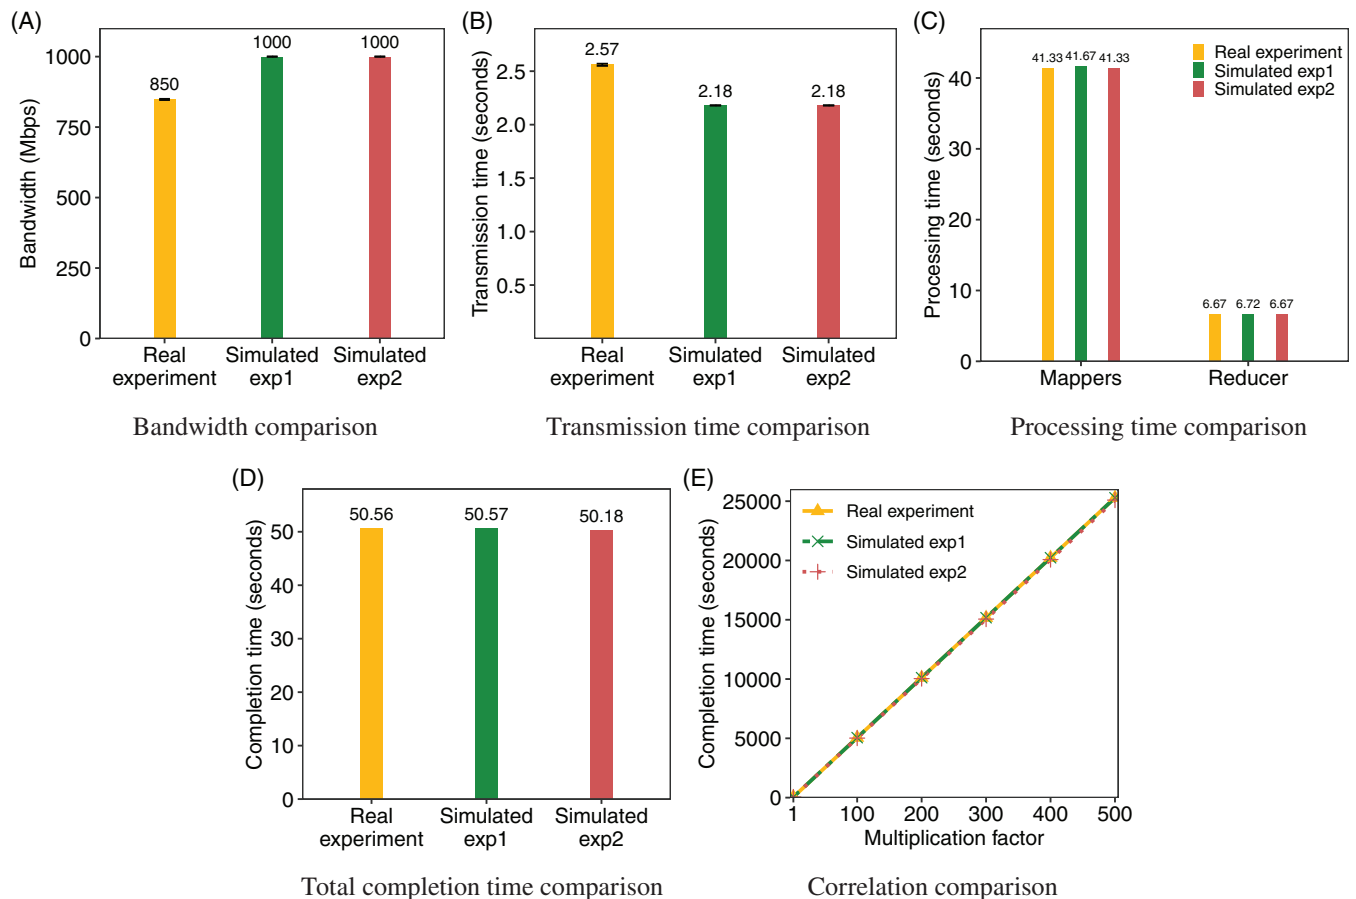 (A)
Bandwidth (Mbps)
1000
750
500
250
0
850
1000
1000
Real experiment
Simulated exp1
Simulated exp2
Bandwidth comparison
(B)
Transmission time (seconds)
2.5
2.0
1.5
1.0
0.5
2.57
2.18
2.18
Real experiment
Simulated exp1
Simulated exp2
Transmission time comparison
(C)
Processing time (seconds)
40
30
20
10
0
41.33
41.67
41.33
6.67
6.72
6.67
Real experiment
Simulated exp1
Simulated exp2
Mappers
Reducer
Processing time comparison
(D)
Completion time (seconds)
50
40
30
20
10
0
50.56
50.57
50.18
Real experiment
Simulated exp1
Simulated exp2
Total completion time comparison
(E)
Completion time (seconds)
25000
20000
15000
10000
5000
0
Real experiment
Simulated exp1
Simulated exp2
1
100
200
300
400
500
Multiplication factor
Correlation comparison